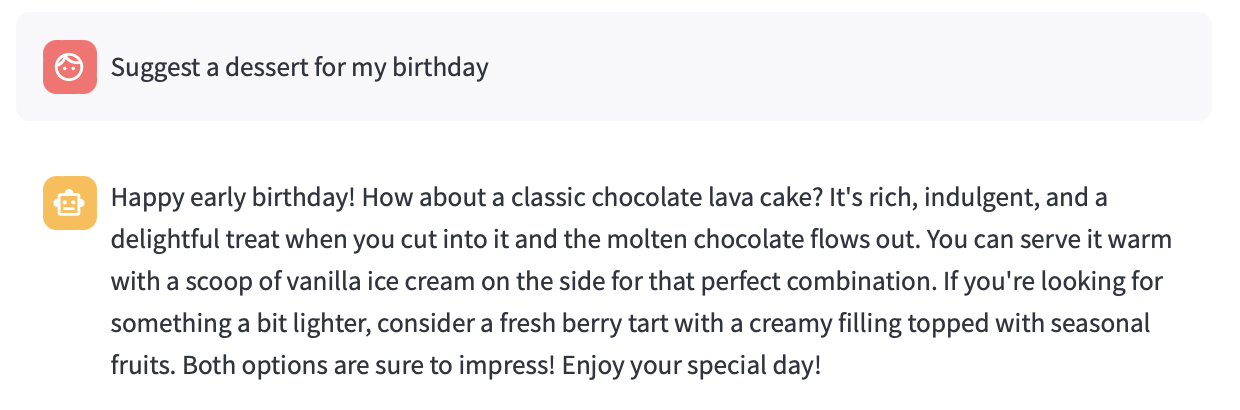 Suggest a dessert for my birthday
Happy early birthday! How about a classic chocolate lava cake? It's rich, indulgent, and a
delightful treat when you cut into it and the molten chocolate flows out. You can serve it warm
with a scoop of vanilla ice cream on the side for that perfect combination. If you're looking for
something a bit lighter, consider a fresh berry tart with a creamy filling topped with seasonal
fruits. Both options are sure to impress! Enjoy your special day!